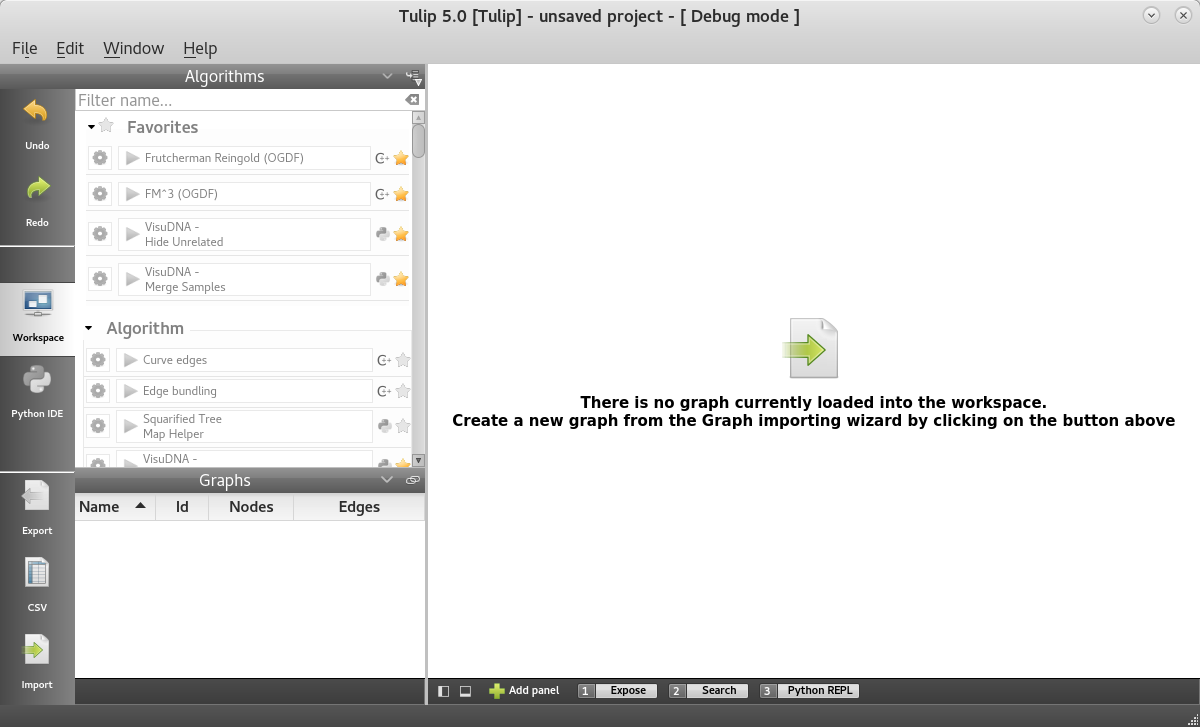 Tulip 5.0 [Tulip] - unsaved project - [ Debug mode ]
File Edit Window Help
Algorithms
Filter name...
Favorites
Frutcherman Reingold (OGDF)
FM^3 (OGDF)
VisuDNA -
Hide Unrelated
VisuDNA -
Merge Samples
Algorithm
Curve edges
Edge bundling
Squarified Tree
Map Helper
VisuDNA -
Undo
Redo
Workspace
Python IDE
Export
CSV
Import
Graphs
Name Id Nodes Edges
There is no graph currently loaded into the workspace.
Create a new graph from the Graph importing wizard by clicking on the button above
Add panel 1 Expose 2 Search 3 Python REPL